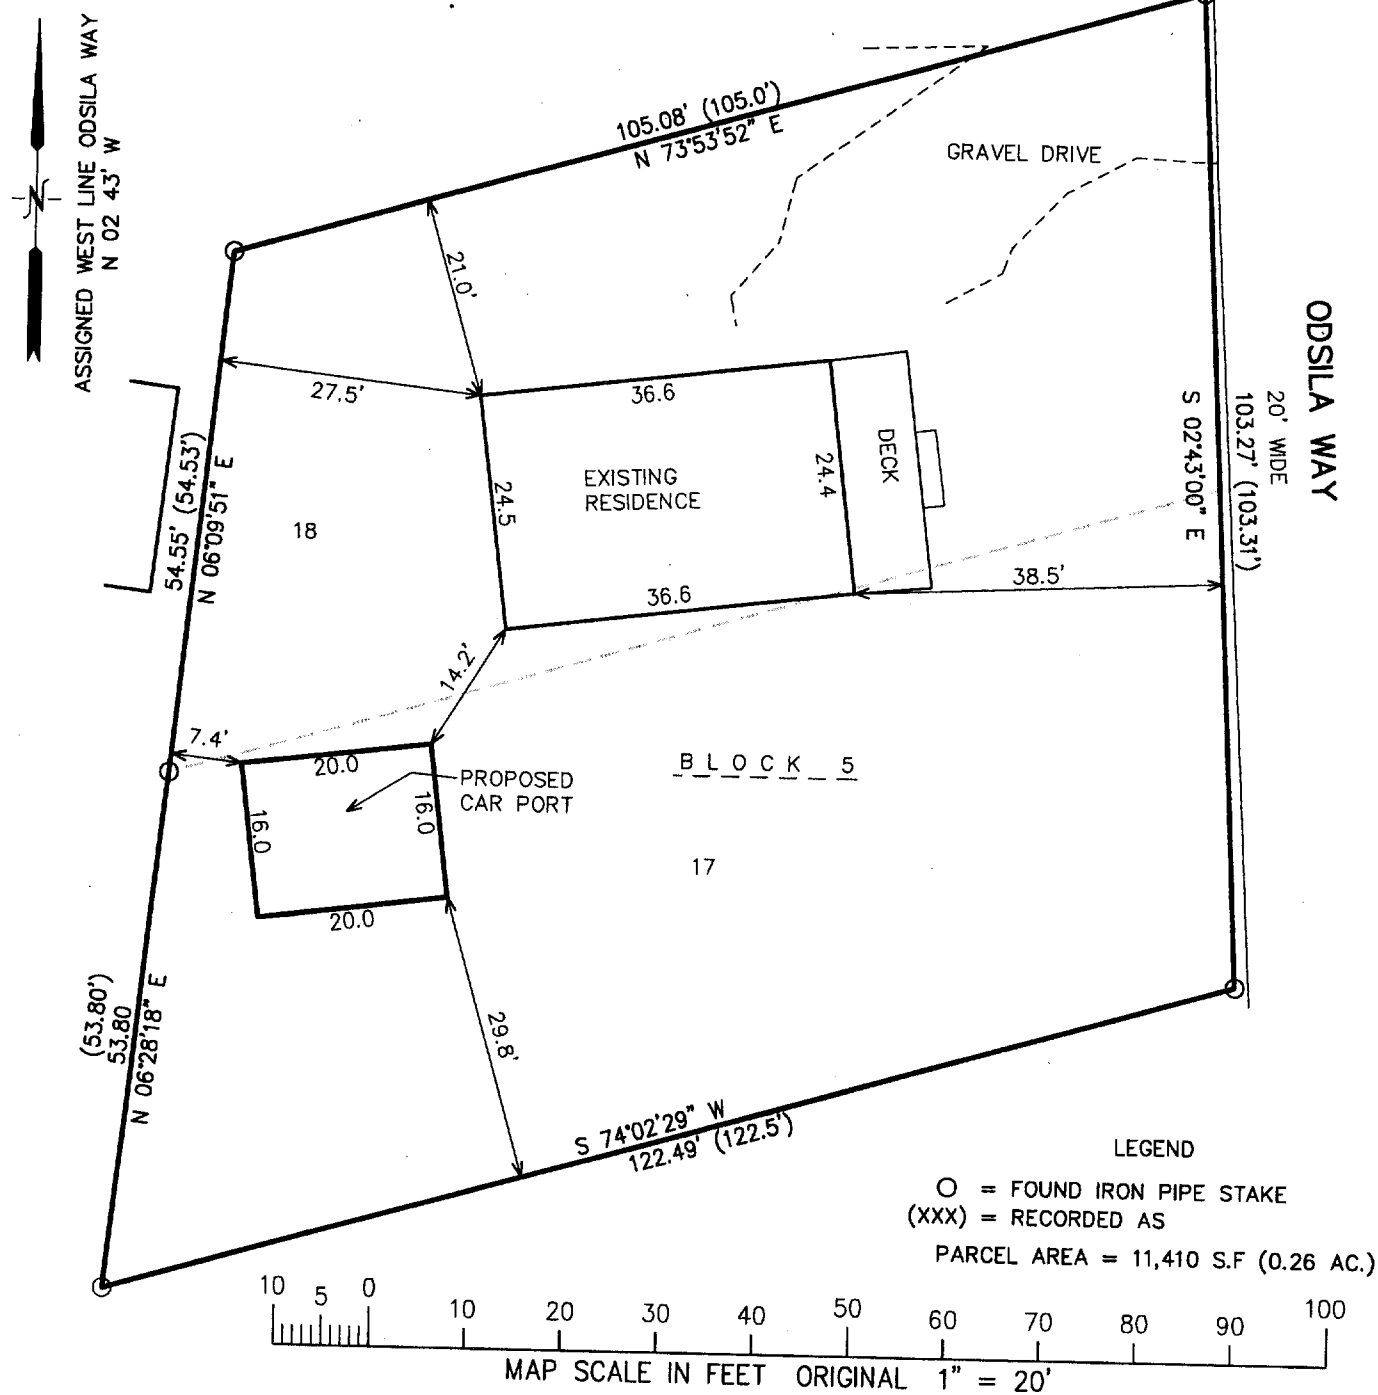 ASSIGNED WEST LINE ODSILA WAY
N 02 43' W
N
105.08' (105.0')
N 73°53'52" E
GRAVEL DRIVE
21.0'
27.5'
36.6
ODSILA WAY
20' WIDE
103.27' (103.31')
S 02°43'00" E
DECK
24.4
24.5
EXISTING
RESIDENCE
54.55' (54.53')
N 06°09'51" E
18
36.6
38.5'
14.2'
7.4'
20.0
PROPOSED
CAR PORT
16.0
16.0
BLOCK 5
17
20.0
(53.80')
53.80
N 06°28'18" E
29.8'
S 74°02'29" W
122.49' (122.5')
LEGEND
O = FOUND IRON PIPE STAKE
(XXX) = RECORDED AS
PARCEL AREA = 11,410 S.F (0.26 AC.)
10 5 0 10 20 30 40 50 60 70 80 90 100
MAP SCALE IN FEET ORIGINAL 1" = 20'